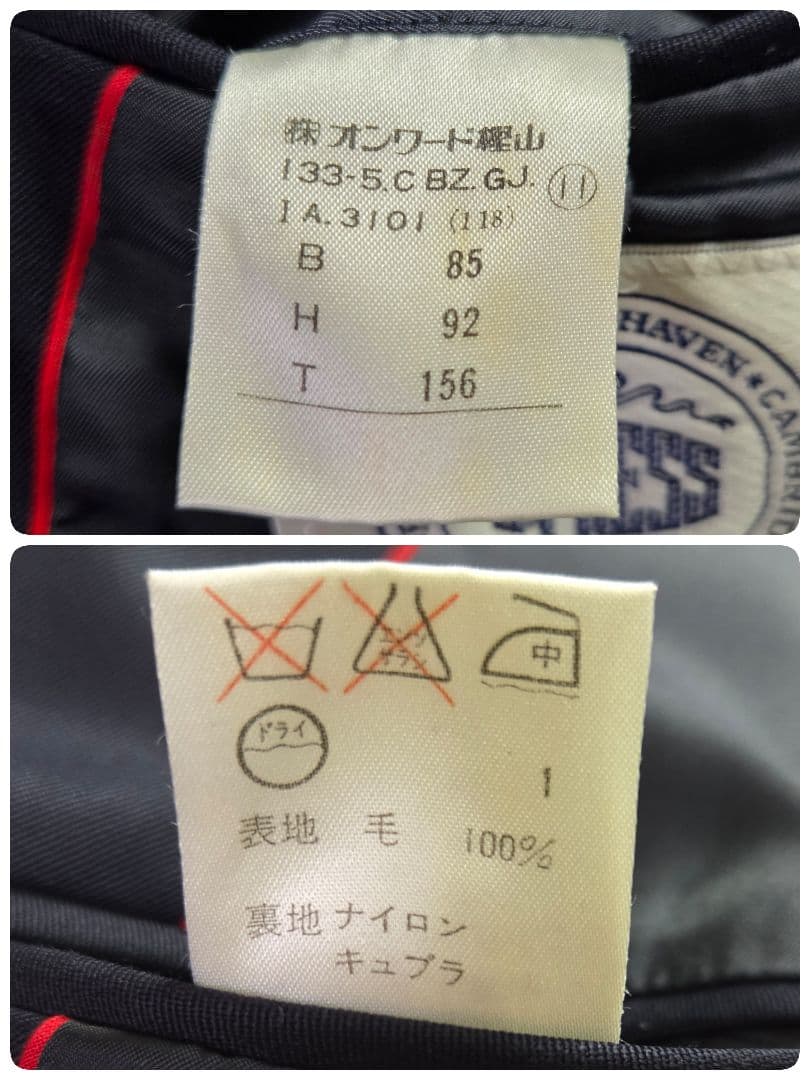 ㈱オンワード樫山
133-5.C BZ.GJ. ⑪
I A.3101 (118)
B 85
H 92
T 156
HAVEN ★ CAMBRID
ドライ
中
1
表地 毛 100%
裏地 ナイロン
キュプラ